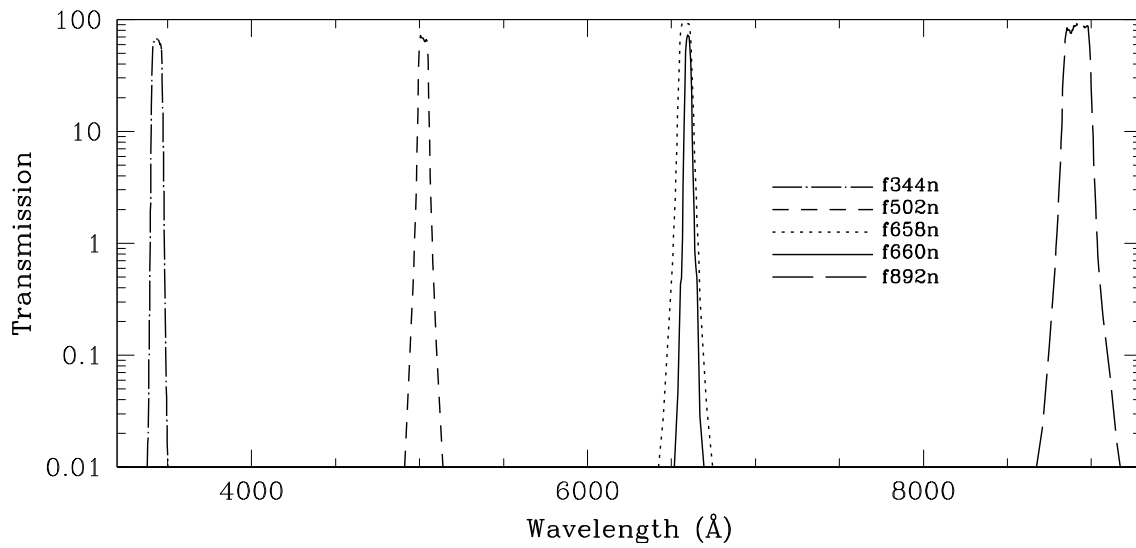 100
10
1
0.1
0.01
Transmission
4000
6000
8000
Wavelength (Å)
f344n
f502n
f658n
f660n
f892n